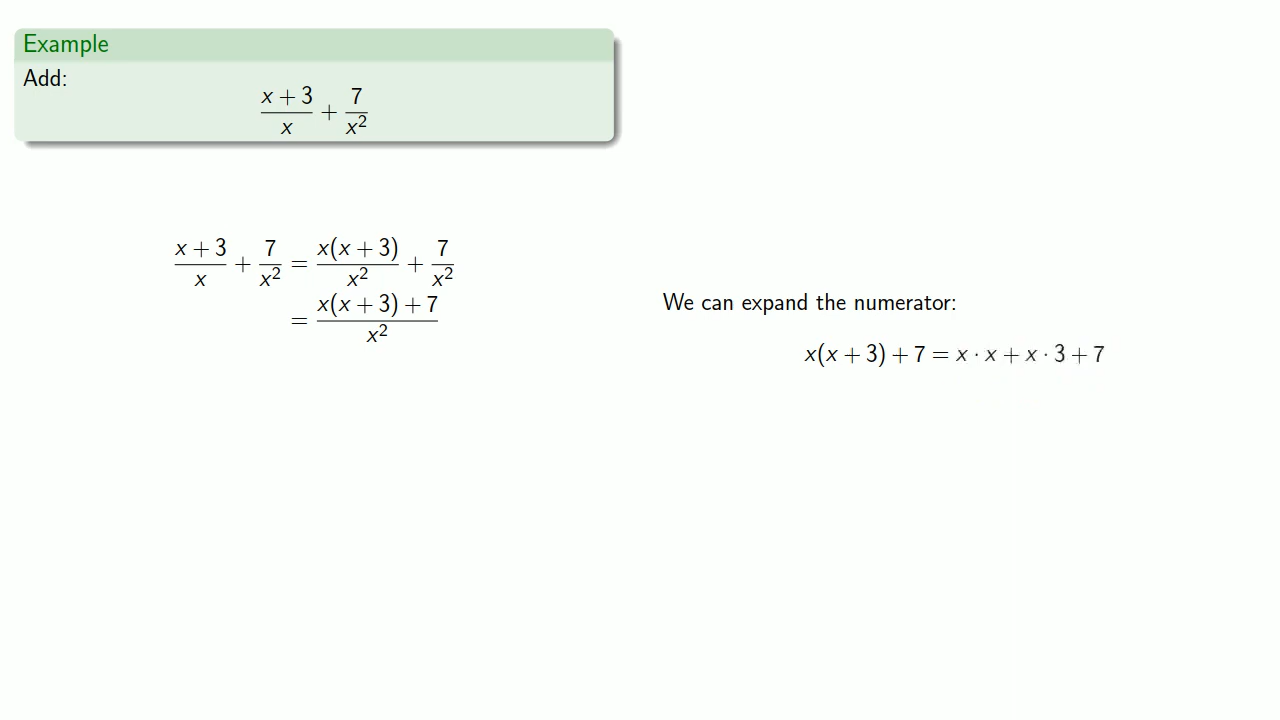 Example
Add:
x + 3/x + 7/x²
x + 3/x + 7/x² = x(x + 3)/x² + 7/x²
= x(x + 3) + 7/x²
We can expand the numerator:
x(x + 3) + 7 = x · x + x · 3 + 7